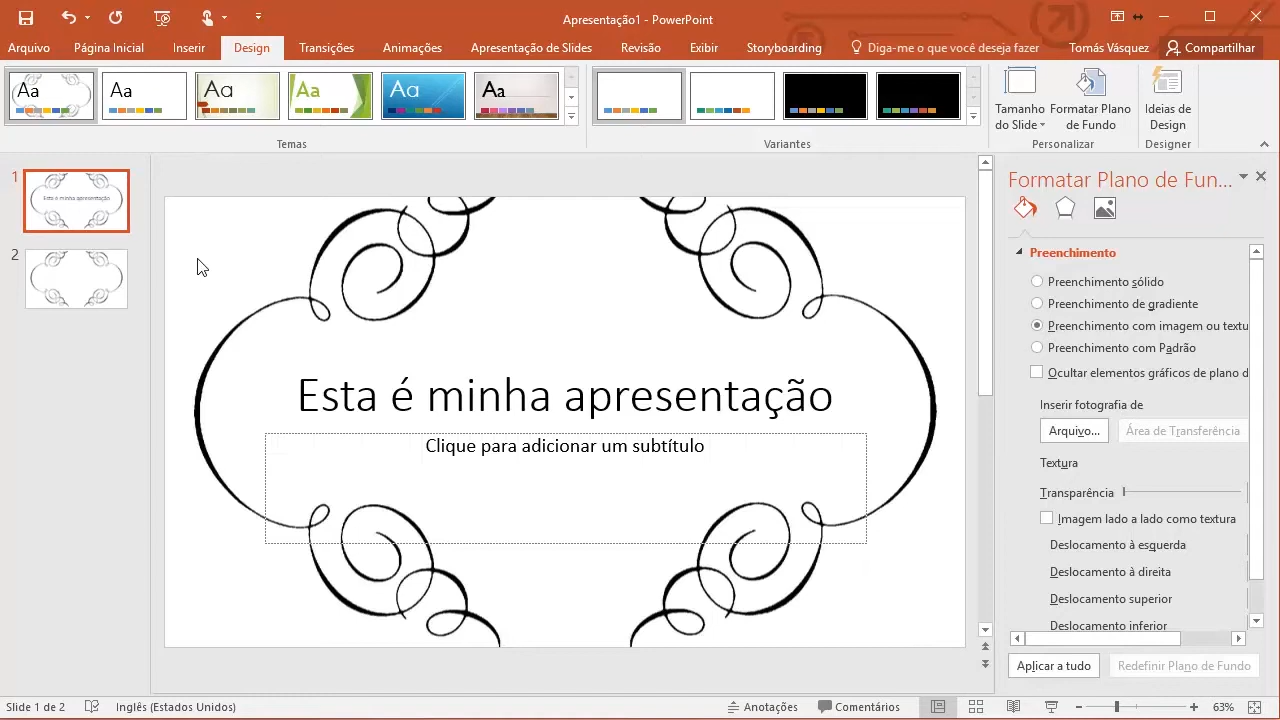 Apresentação1 - PowerPoint
Arquivo
Página Inicial
Inserir
Design
Transições
Animações
Apresentação de Slides
Revisão
Exibir
Storyboarding
Diga-me o que você deseja fazer
Tomás Vásquez
Compartilhar
Aa
Aa
Aa
Aa
Aa
Aa
Tamanho
do Slide
Formatar Plano
de Fundo
Ideias de
Design
Temas
Variantes
Personalizar
Designer
1
Esta é minha apresentação
2
Esta é minha apresentação
Clique para adicionar um subtítulo
Formatar Plano de Fun...
Preenchimento
Preenchimento sólido
Preenchimento de gradiente
Preenchimento com imagem ou textu
Preenchimento com Padrão
Ocultar elementos gráficos de plano d
Inserir fotografia de
Arquivo...
Área de Transferência
Textura
Transparência
Imagem lado a lado como textura
Deslocamento à esquerda
Deslocamento à direita
Deslocamento superior
Deslocamento inferior
Aplicar a tudo
Redefinir Plano de Fundo
Slide 1 de 2
Inglês (Estados Unidos)
Anotações
Comentários
63%